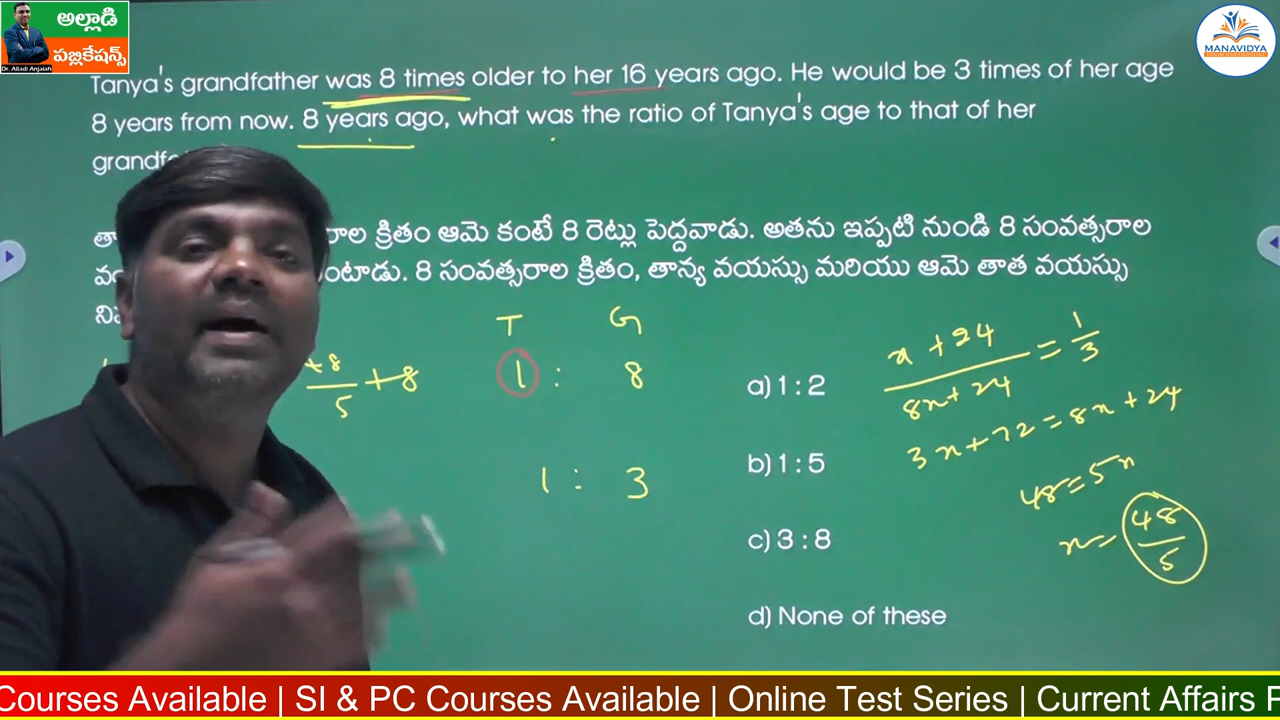 అల్లాడి
పబ్లికేషన్స్
Dr. Alladi Anjaiah
MANAVIDYA
Tanya's grandfather was 8 times older to her 16 years ago. He would be 3 times of her age
8 years from now. 8 years ago, what was the ratio of Tanya's age to that of her
క్రితం ఆమె కంటే 8 రెట్లు పెద్దవాడు. అతను ఇప్పటి నుండి 8 సంవత్సరాల
8 సంవత్సరాల క్రితం, తాన్య వయస్సు మరియు ఆమె తాత వయస్సు
T G
1 : 8
1 : 3
+8
5
a) 1 : 2
b) 1 : 5
c) 3 : 8
d) None of these
x + 24 / 8x + 24 = 1/3
3x + 72 = 8x + 24
48 = 5x
x = 48/5
Courses Available | SI & PC Courses Available | Online Test Series | Current Affairs